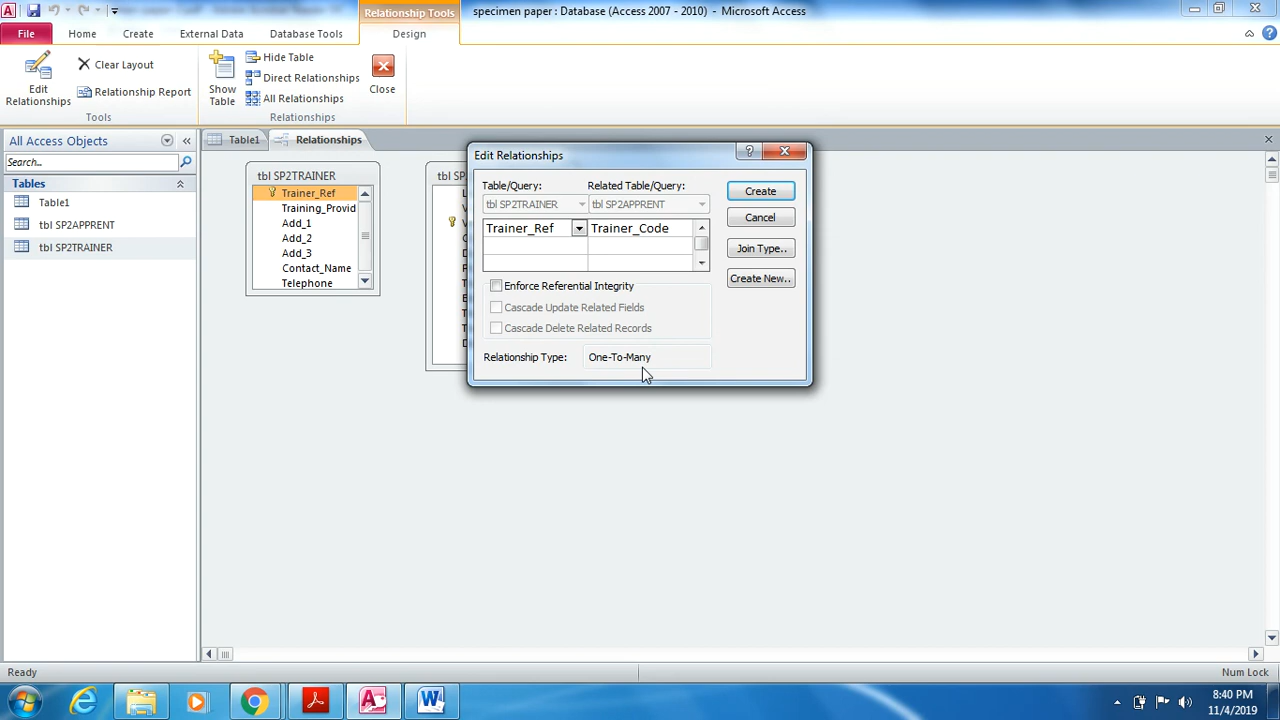 Relationship Tools
specimen paper : Database (Access 2007 - 2010) - Microsoft Access
File
Home
Create
External Data
Database Tools
Design
Edit
Relationships
Clear Layout
Relationship Report
Tools
Show
Table
Hide Table
Direct Relationships
All Relationships
Relationships
Close
All Access Objects
Search...
Tables
Table1
tbl SP2APPRENT
tbl SP2TRAINER
Table1
Relationships
tbl SP2TRAINER
Trainer_Ref
Training_Provid
Add_1
Add_2
Add_3
Contact_Name
Telephone
tbl SP
Edit Relationships
Table/Query:
Related Table/Query:
tbl SP2TRAINER
tbl SP2APPRENT
Trainer_Ref
Trainer_Code
Enforce Referential Integrity
Cascade Update Related Fields
Cascade Delete Related Records
Relationship Type:
One-To-Many
Create
Cancel
Join Type..
Create New..
Ready
Num Lock
8:40 PM
11/4/2019